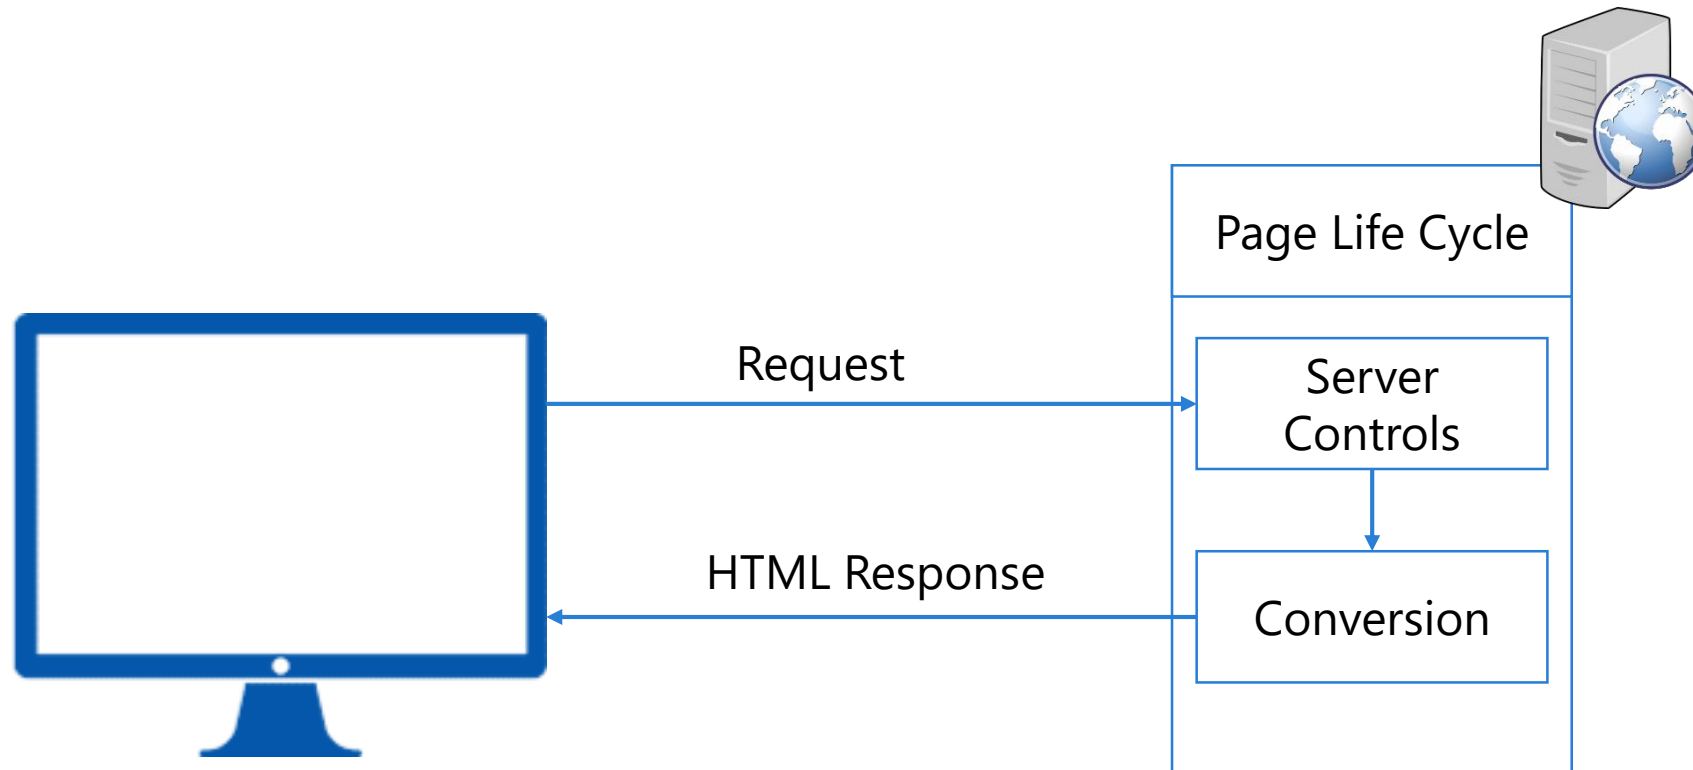 Page Life Cycle
Request
Server
Controls
HTML Response
Conversion